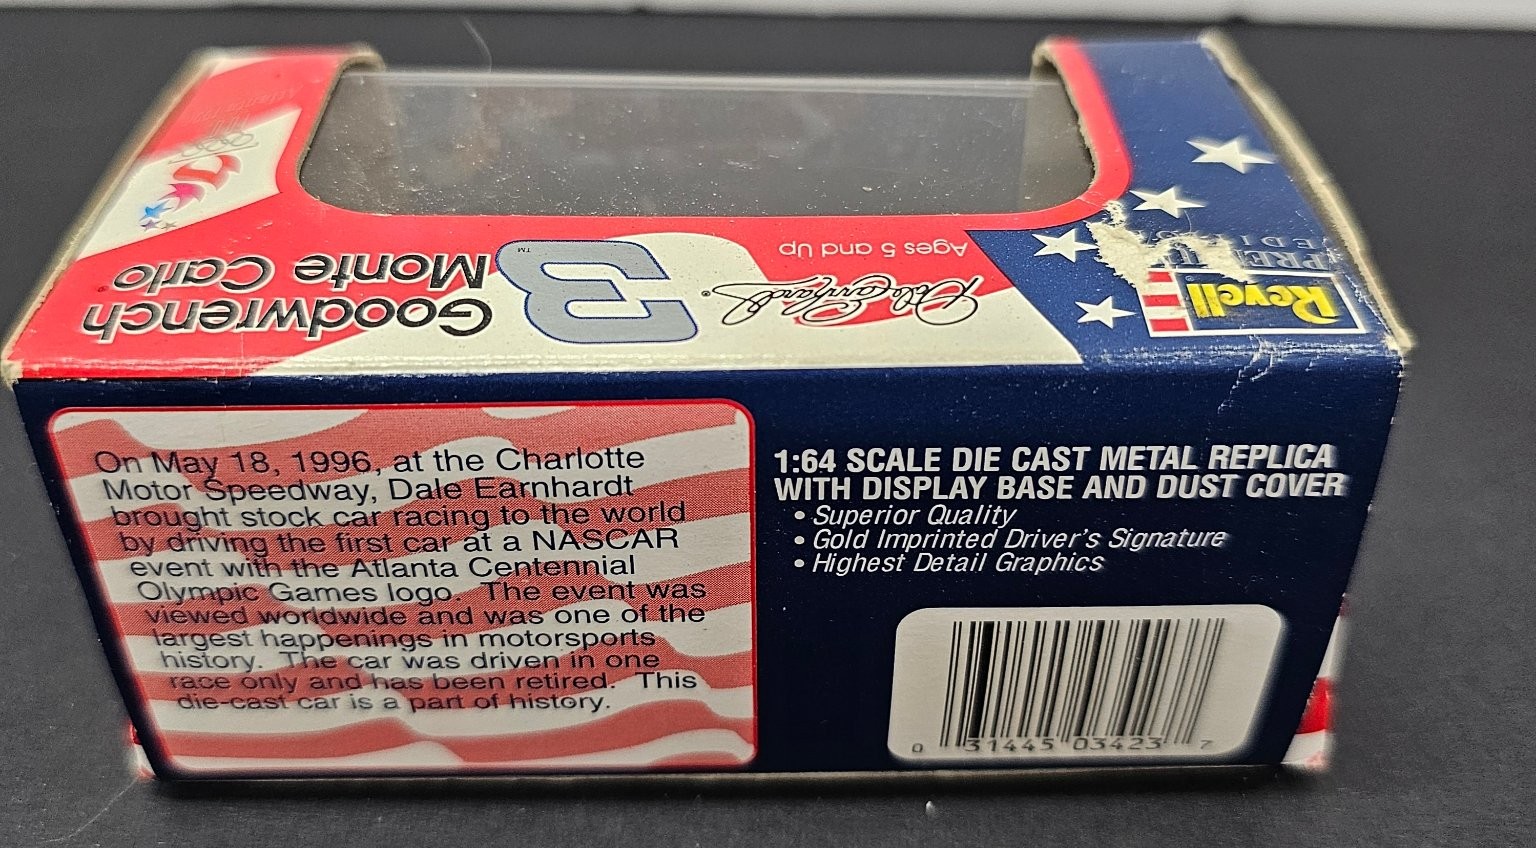 Goodwrench
Monte Carlo
3
TM
Dale Earnhardt
Ages 5 and Up
Revell
EDITION
On May 18, 1996, at the Charlotte
Motor Speedway, Dale Earnhardt
brought stock car racing to the world
by driving the first car at a NASCAR
event with the Atlanta Centennial
Olympic Games logo. The event was
viewed worldwide and was one of the
largest happenings in motorsports
history. The car was driven in one
race only and has been retired. This
die-cast car is a part of history.
1:64 SCALE DIE CAST METAL REPLICA
WITH DISPLAY BASE AND DUST COVER
• Superior Quality
• Gold Imprinted Driver's Signature
• Highest Detail Graphics
0 31445 03423 7